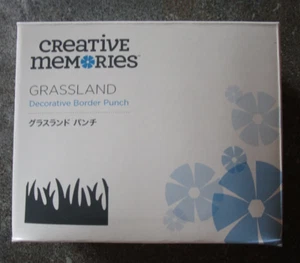 CREATIVE
MEMORIES®
GRASSLAND
Decorative Border Punch
グラスランド パンチ